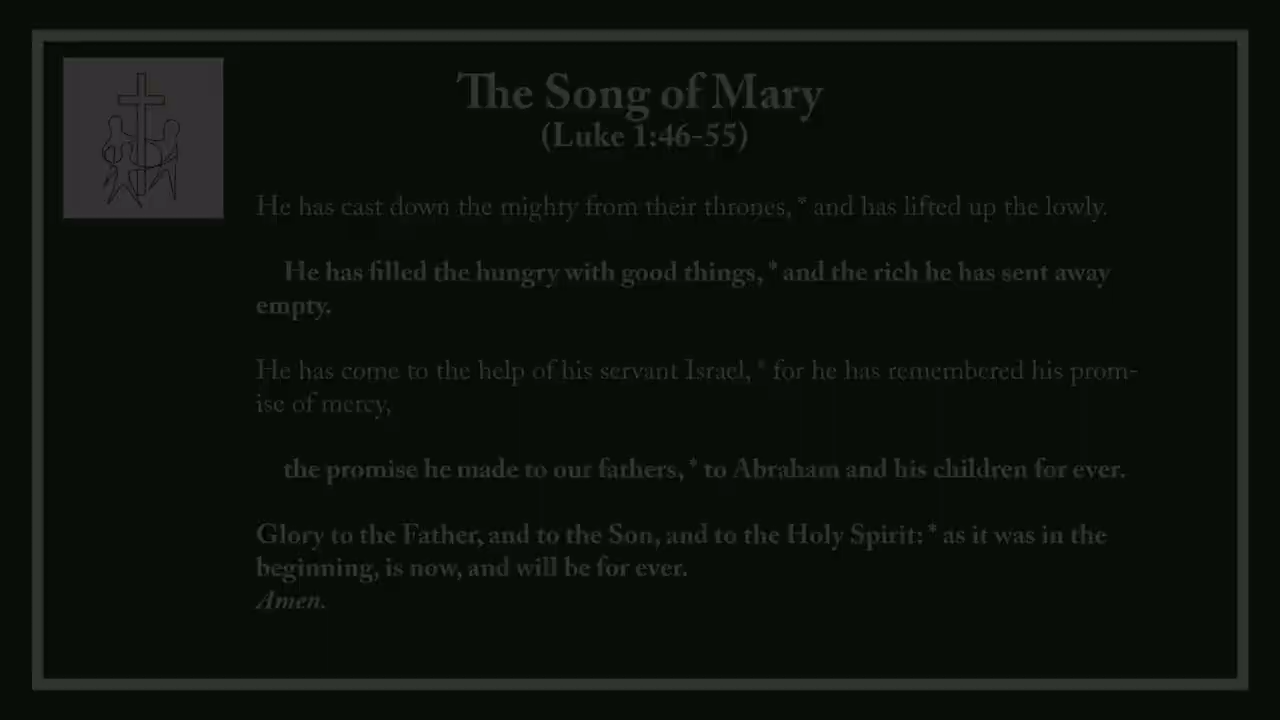 The Song of Mary
(Luke 1:46-55)
He has cast down the mighty from their thrones, * and has lifted up the lowly.
He has filled the hungry with good things, * and the rich he has sent away
empty.
He has come to the help of his servant Israel, * for he has remembered his prom-
ise of mercy,
the promise he made to our fathers, * to Abraham and his children for ever.
Glory to the Father, and to the Son, and to the Holy Spirit: * as it was in the
beginning, is now, and will be for ever.
Amen.